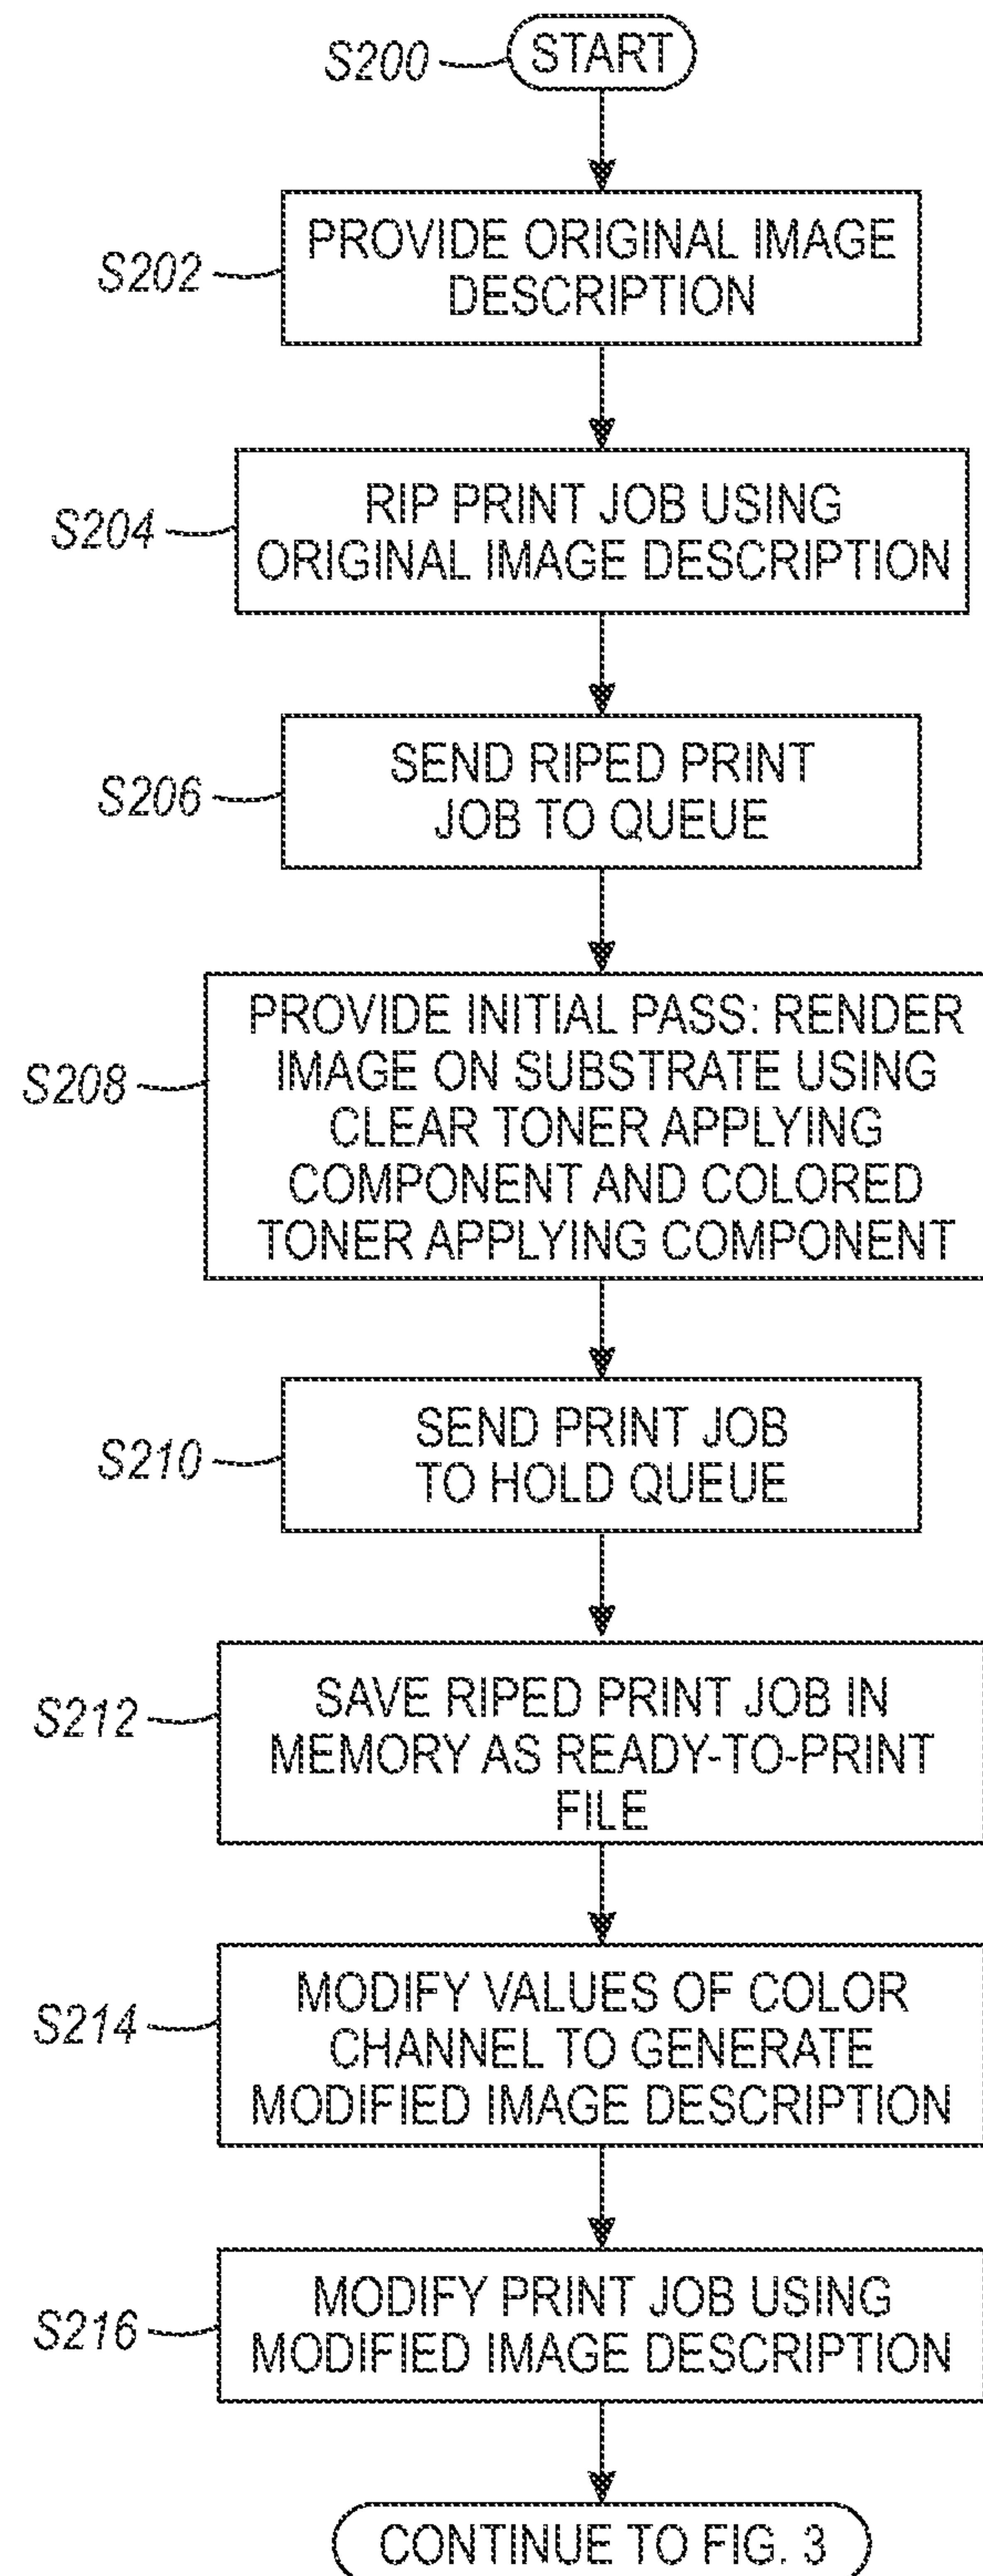 S200
START
S202
PROVIDE ORIGINAL IMAGE
DESCRIPTION
S204
RIP PRINT JOB USING
ORIGINAL IMAGE DESCRIPTION
S206
SEND RIPED PRINT
JOB TO QUEUE
S208
PROVIDE INITIAL PASS: RENDER
IMAGE ON SUBSTRATE USING
CLEAR TONER APPLYING
COMPONENT AND COLORED
TONER APPLYING COMPONENT
S210
SEND PRINT JOB
TO HOLD QUEUE
S212
SAVE RIPED PRINT JOB IN
MEMORY AS READY-TO-PRINT
FILE
S214
MODIFY VALUES OF COLOR
CHANNEL TO GENERATE
MODIFIED IMAGE DESCRIPTION
S216
MODIFY PRINT JOB USING
MODIFIED IMAGE DESCRIPTION
CONTINUE TO FIG. 3